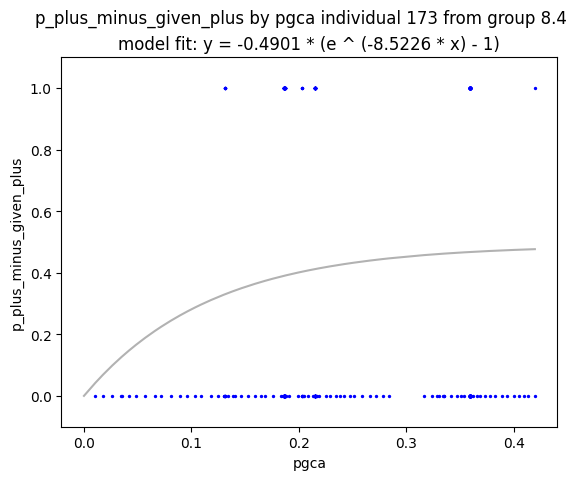 p_plus_minus_given_plus by pgca individual 173 from group 8.4
model fit: y = -0.4901 * (e ^ (-8.5226 * x) - 1)
p_plus_minus_given_plus
1.0
0.8
0.6
0.4
0.2
0.0
0.0 0.1 0.2 0.3 0.4
pgca